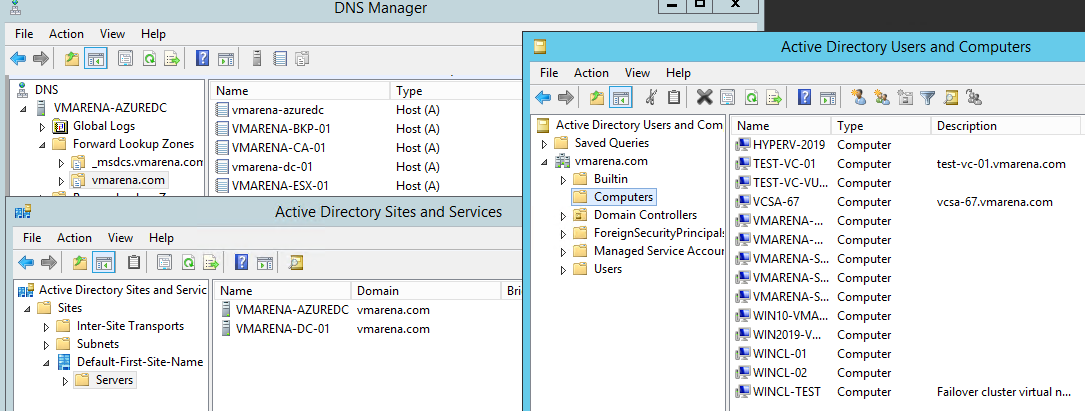 DNS Manager
File Action View Help
DNS
VMARENA-AZUREDC
Global Logs
Forward Lookup Zones
_msdcs.vmarena.com
vmarena.com
Name Type
vmarena-azuredc Host (A)
VMARENA-BKP-01 Host (A)
VMARENA-CA-01 Host (A)
vmarena-dc-01 Host (A)
VMARENA-ESX-01 Host (A)
Active Directory Sites and Services
File Action View Help
Active Directory Sites and Servic
Sites
Inter-Site Transports
Subnets
Default-First-Site-Name
Servers
Name Domain Bri
VMARENA-AZUREDC vmarena.com
VMARENA-DC-01 vmarena.com
Active Directory Users and Computers
File Action View Help
Active Directory Users and Com
Saved Queries
vmarena.com
Builtin
Computers
Domain Controllers
ForeignSecurityPrincipals
Managed Service Accour
Users
Name Type Description
HYPERV-2019 Computer
TEST-VC-01 Computer test-vc-01.vmarena.com
TEST-VC-VU... Computer
VCSA-67 Computer vcsa-67.vmarena.com
VMARENA-... Computer
VMARENA-... Computer
VMARENA-S... Computer
VMARENA-S... Computer
VMARENA-S... Computer
WIN10-VMA... Computer
WIN2019-V... Computer
WINCL-01 Computer
WINCL-02 Computer
WINCL-TEST Computer Failover cluster virtual n...